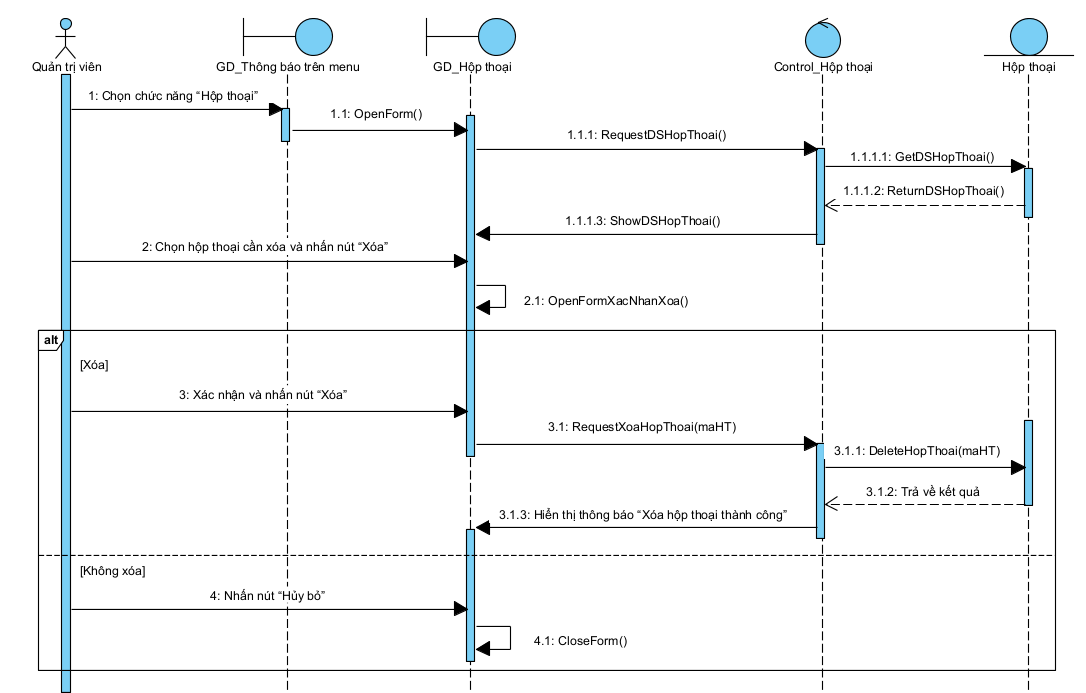 Quản trị viên
GD_Thông báo trên menu
GD_Hộp thoại
Control_Hộp thoại
Hộp thoại
1: Chọn chức năng “Hộp thoại”
1.1: OpenForm()
1.1.1: RequestDSHopThoai()
1.1.1.1: GetDSHopThoai()
1.1.1.2: ReturnDSHopThoai()
1.1.1.3: ShowDSHopThoai()
2: Chọn hộp thoại cần xóa và nhấn nút “Xóa”
2.1: OpenFormXacNhanXoa()
alt
[Xóa]
3: Xác nhận và nhấn nút “Xóa”
3.1: RequestXoaHopThoai(maHT)
3.1.1: DeleteHopThoai(maHT)
3.1.2: Trả về kết quả
3.1.3: Hiển thị thông báo “Xóa hộp thoại thành công”
[Không xóa]
4: Nhấn nút “Hủy bỏ”
4.1: CloseForm()